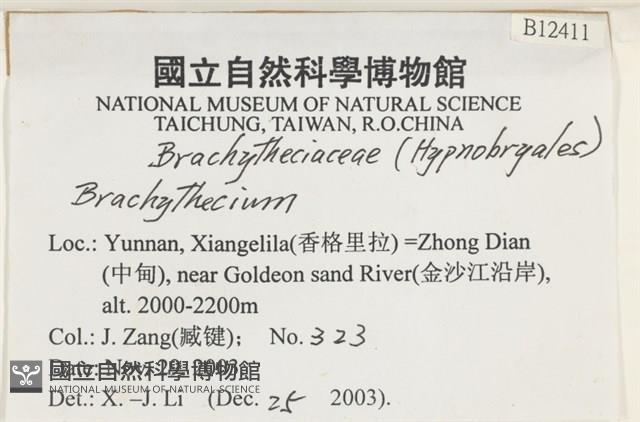 B12411
國立自然科學博物館
NATIONAL MUSEUM OF NATURAL SCIENCE
TAICHUNG, TAIWAN, R.O.CHINA
Brachytheciaceae (Hypnobryales)
Brachythecium
Loc.: Yunnan, Xiangelila(香格里拉) =Zhong Dian
(中甸), near Goldeon sand River(金沙江沿岸),
alt. 2000-2200m
Col.: J. Zang(臧键); No. 323
Date: Nov. 2003
國立自然科學博物館
NATIONAL MUSEUM OF NATURAL SCIENCE
Det.: X. –J. Li (Dec. 25 2003).